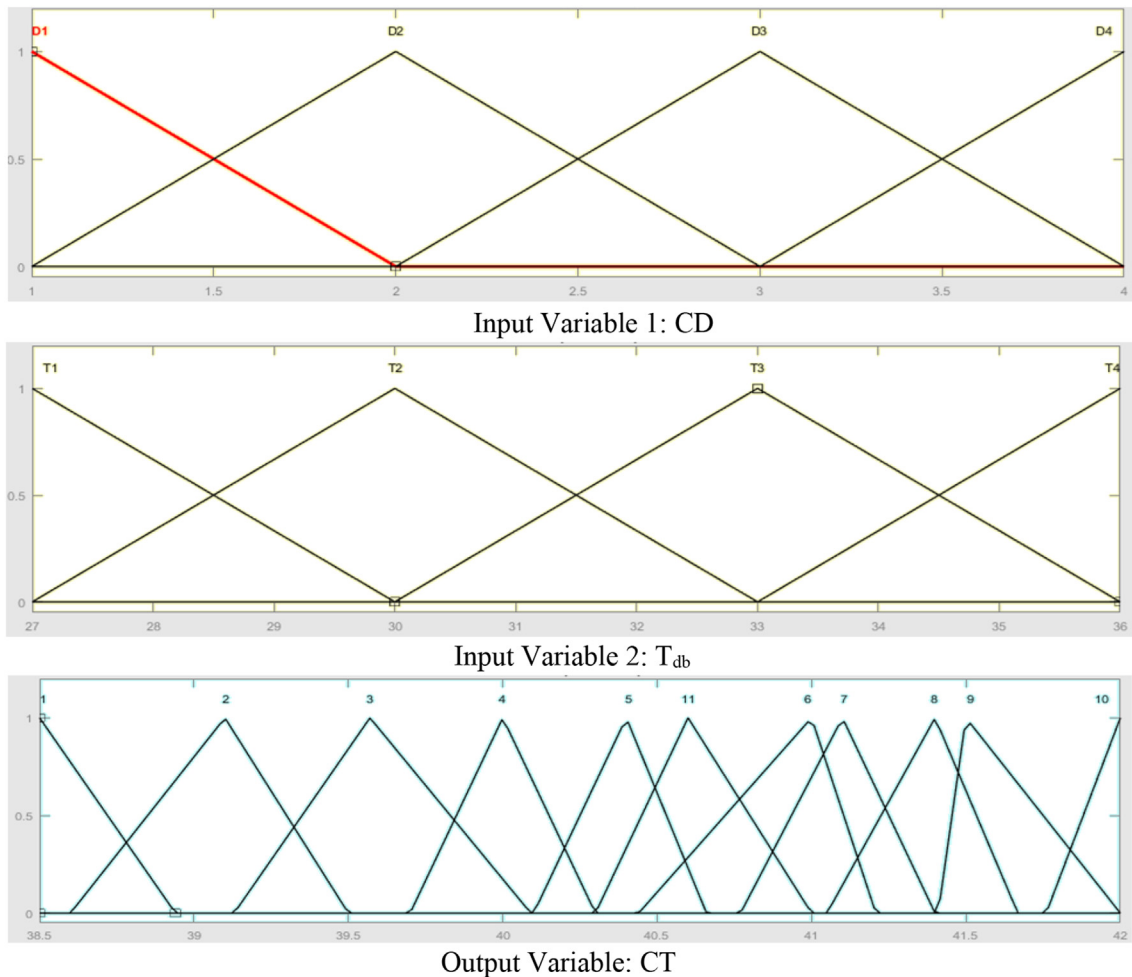 D1 D2 D3 D4
1
0.5
0
1 1.5 2 2.5 3 3.5 4
Input Variable 1: CD
T1 T2 T3 T4
1
0.5
0
27 28 29 30 31 32 33 34 35 36
Input Variable 2: Tdb
1 2 3 4 5 11 6 7 8 9 10
1
0.5
0
38.5 39 39.5 40 40.5 41 41.5 42
Output Variable: CT